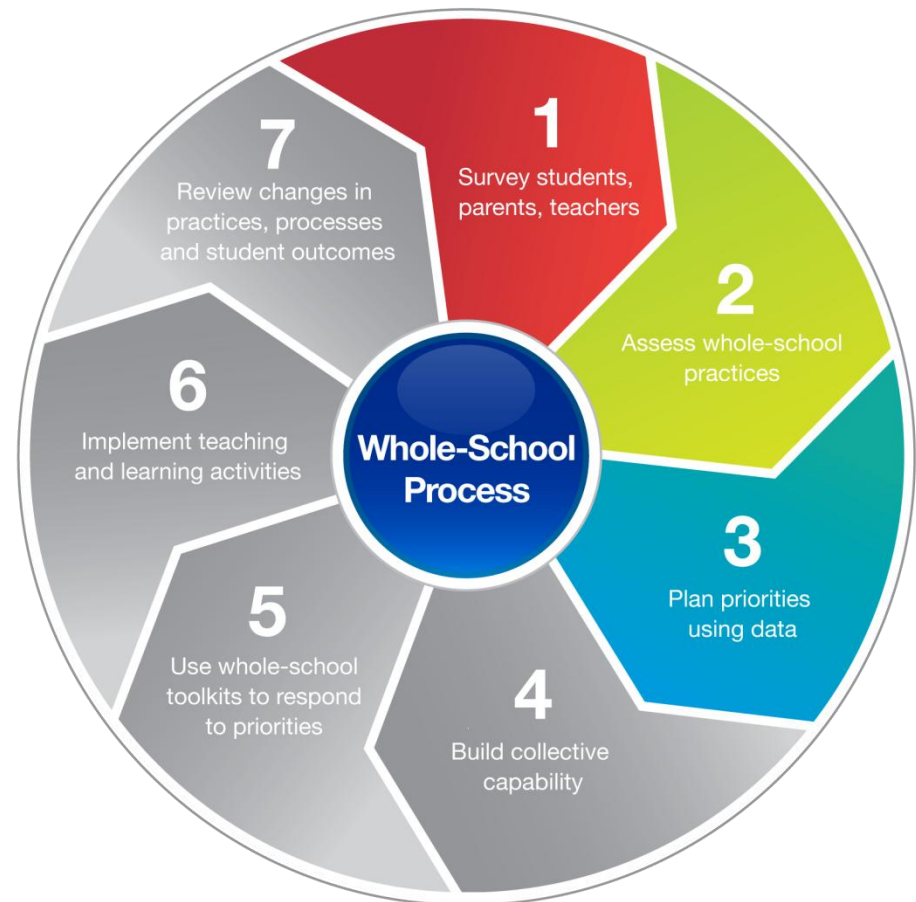 1
Survey students,
parents, teachers
2
Assess whole-school
practices
3
Plan priorities
using data
4
Build collective
capability
5
Use whole-school
toolkits to respond
to priorities
6
Implement teaching
and learning activities
7
Review changes in
practices, processes
and student outcomes
Whole-School
Process